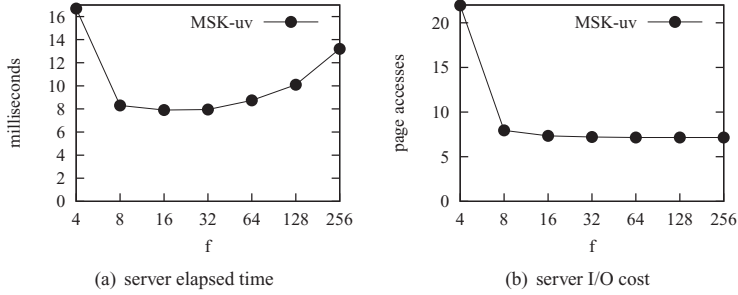 16
14
12
10
8
6
4
2
0
milliseconds
MSK-uv
4 8 16 32 64 128 256
f
(a) server elapsed time
20
15
10
5
0
page accesses
MSK-uv
4 8 16 32 64 128 256
f
(b) server I/O cost